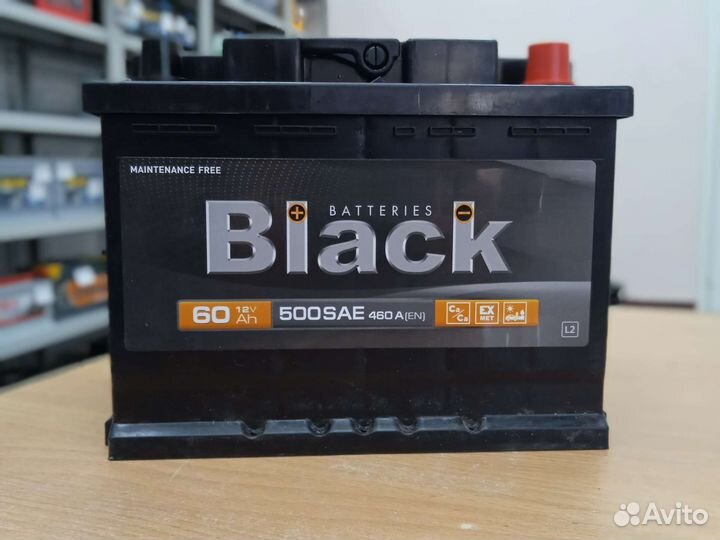 MAINTENANCE FREE
BATTERIES
Black
60 12V Ah 500SAE 460A(EN) Ca/Ca EX MET
L2
Avito